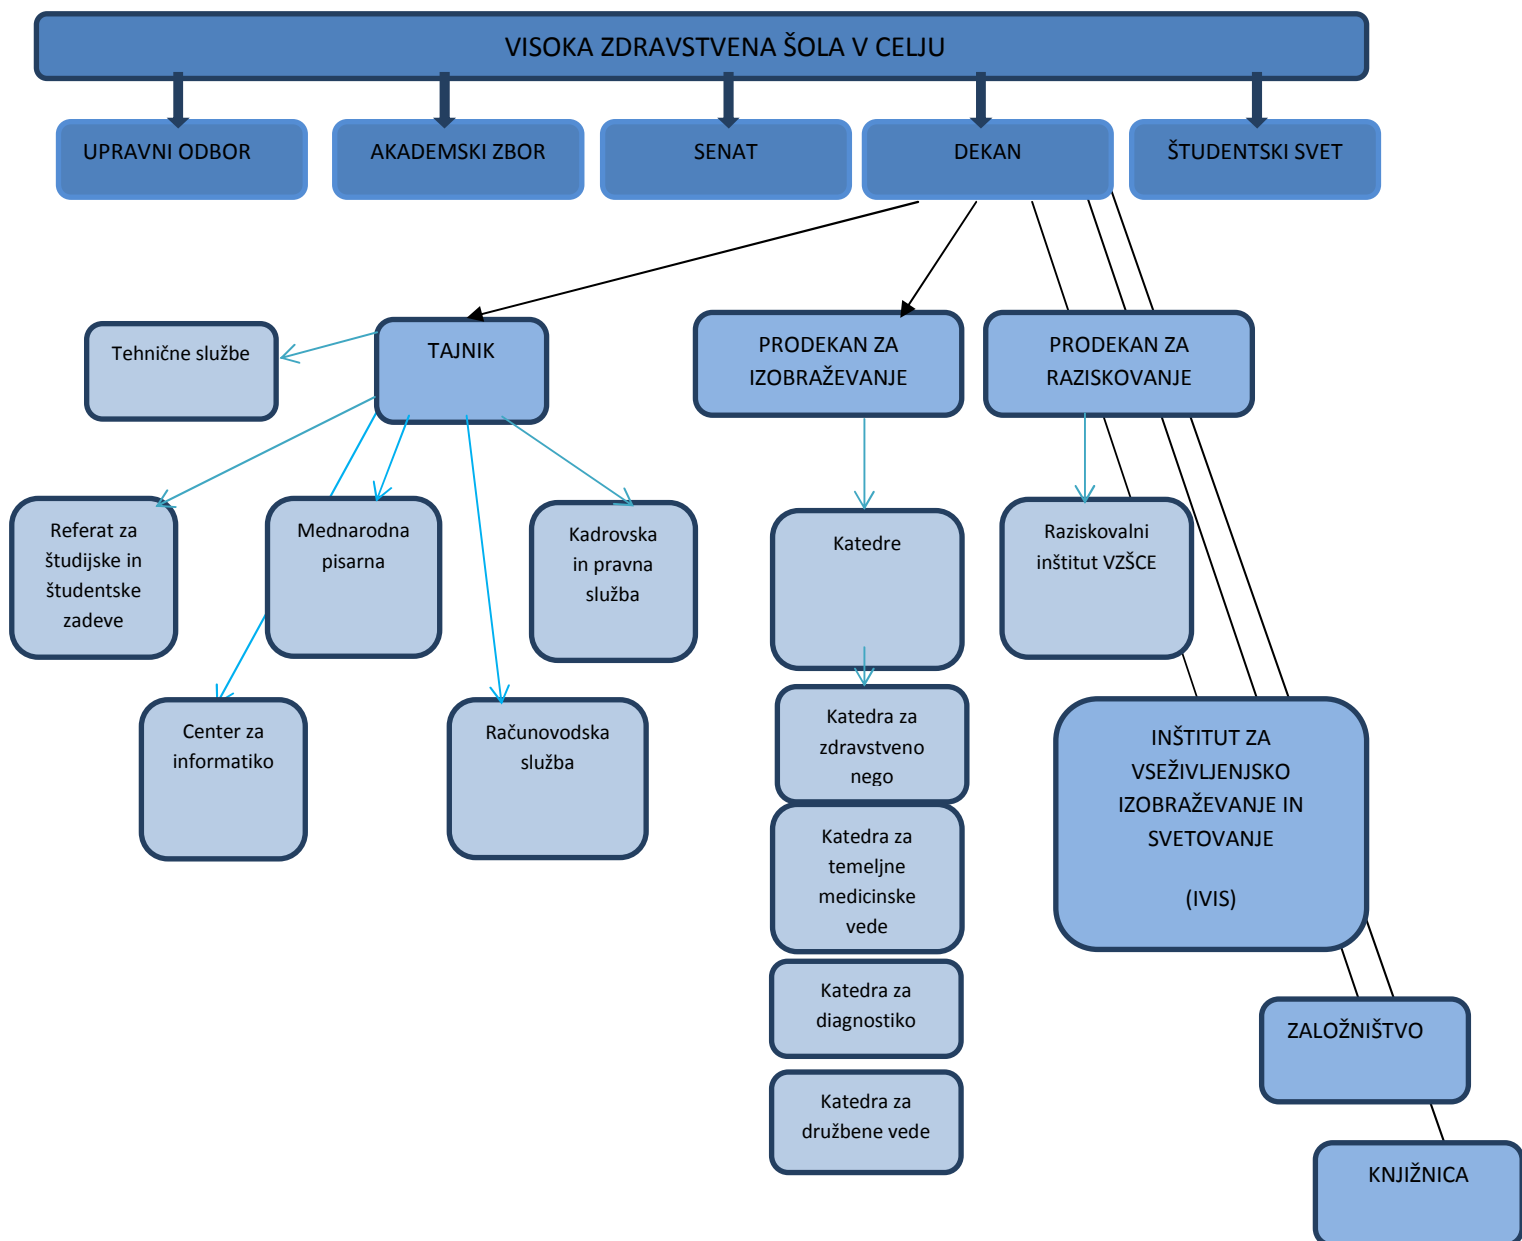 VISOKA ZDRAVSTVENA ŠOLA V CELJU
UPRAVNI ODBOR
AKADEMSKI ZBOR
SENAT
DEKAN
ŠTUDENTSKI SVET
Tehnične službe
TAJNIK
PRODEKAN ZA
IZOBRAŽEVANJE
PRODEKAN ZA
RAZISKOVANJE
Referat za
študijske in
študentske
zadeve
Mednarodna
pisarna
Kadrovska
in pravna
služba
Katedre
Raziskovalni
inštitut VZŠCE
Center za
informatiko
Računovodska
služba
Katedra za
zdravstveno
nego
Katedra za
temeljne
medicinske
vede
Katedra za
diagnostiko
Katedra za
družbene vede
INŠTITUT ZA
VSEŽIVLJENJSKO
IZOBRAŽEVANJE IN
SVETOVANJE
(IVIS)
ZALOŽNIŠTVO
KNJIŽNICA